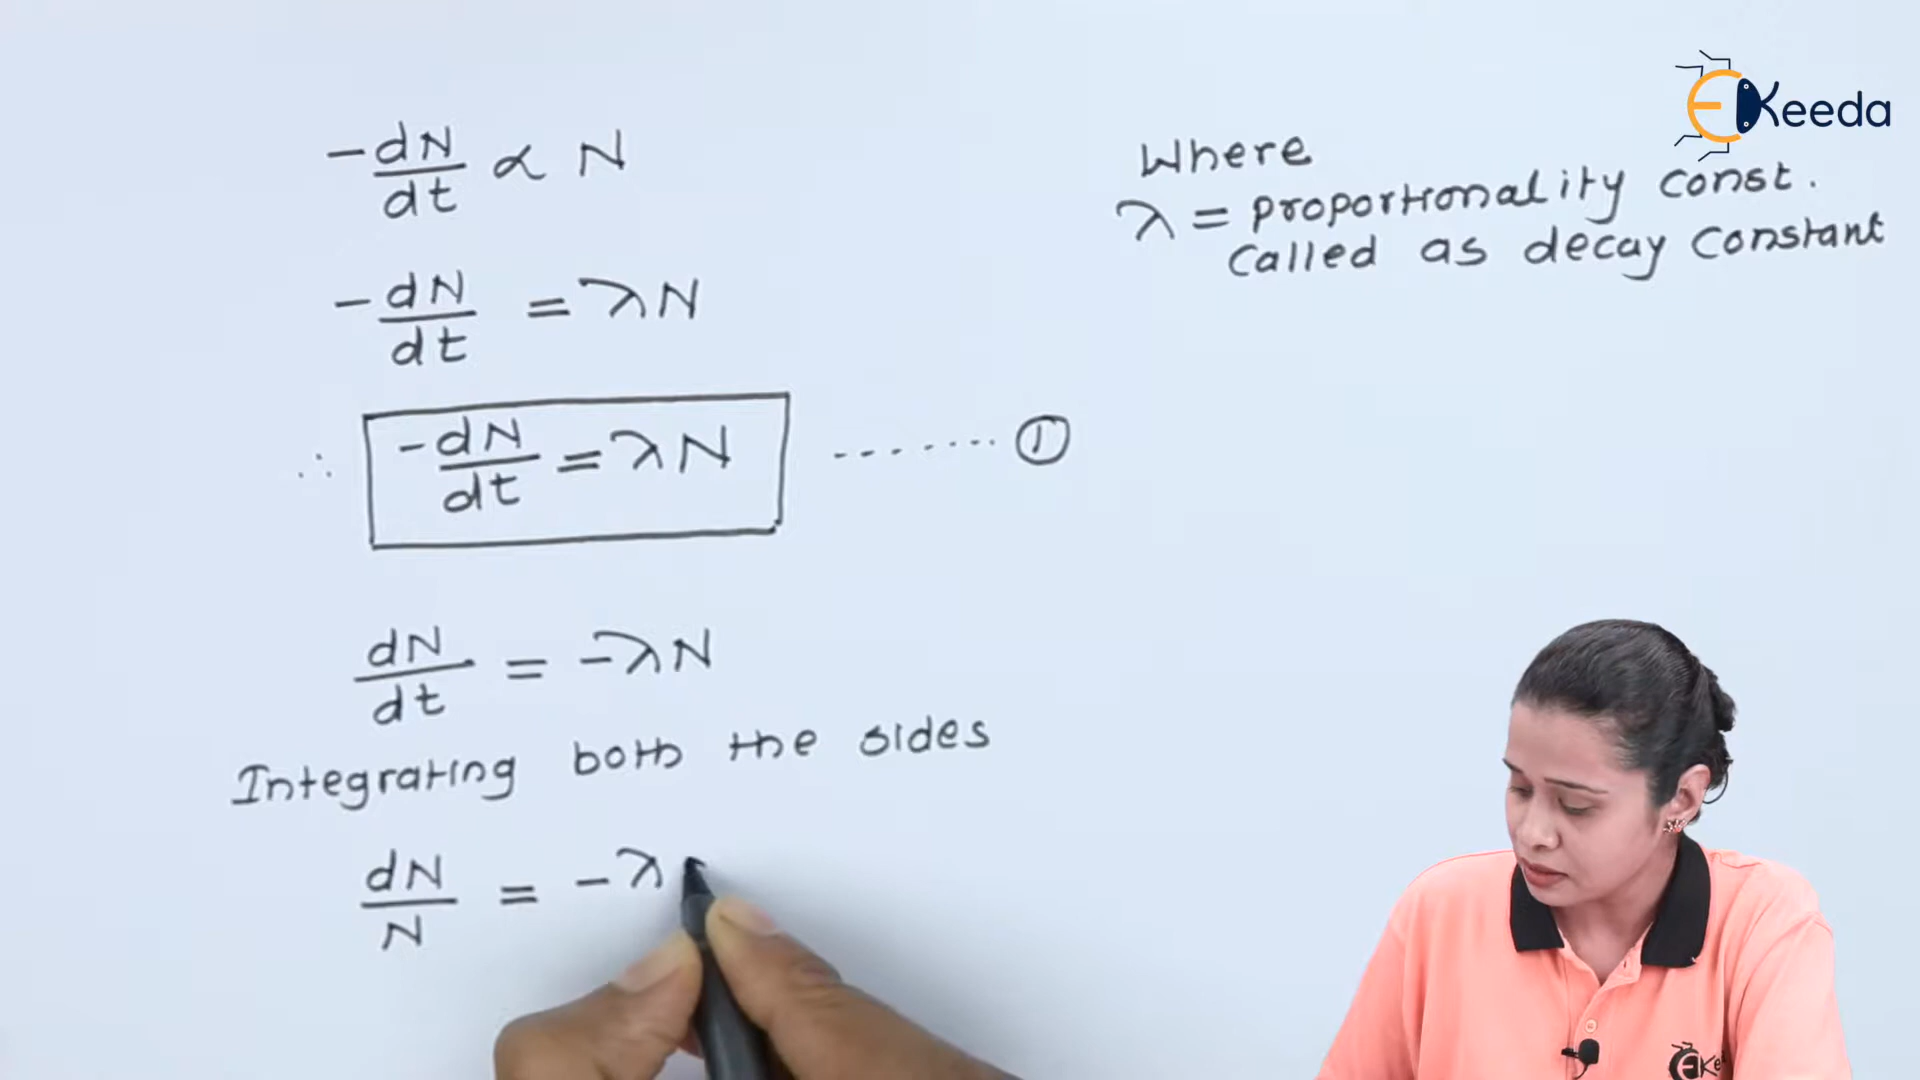 EKeeda
-dN/dt ∝ N
Where
λ = proportionality const.
called as decay constant
-dN/dt = λN
∴ -dN/dt = λN ........ ①
dN/dt = -λN
Integrating both the sides
dN/N = -λ
EKe